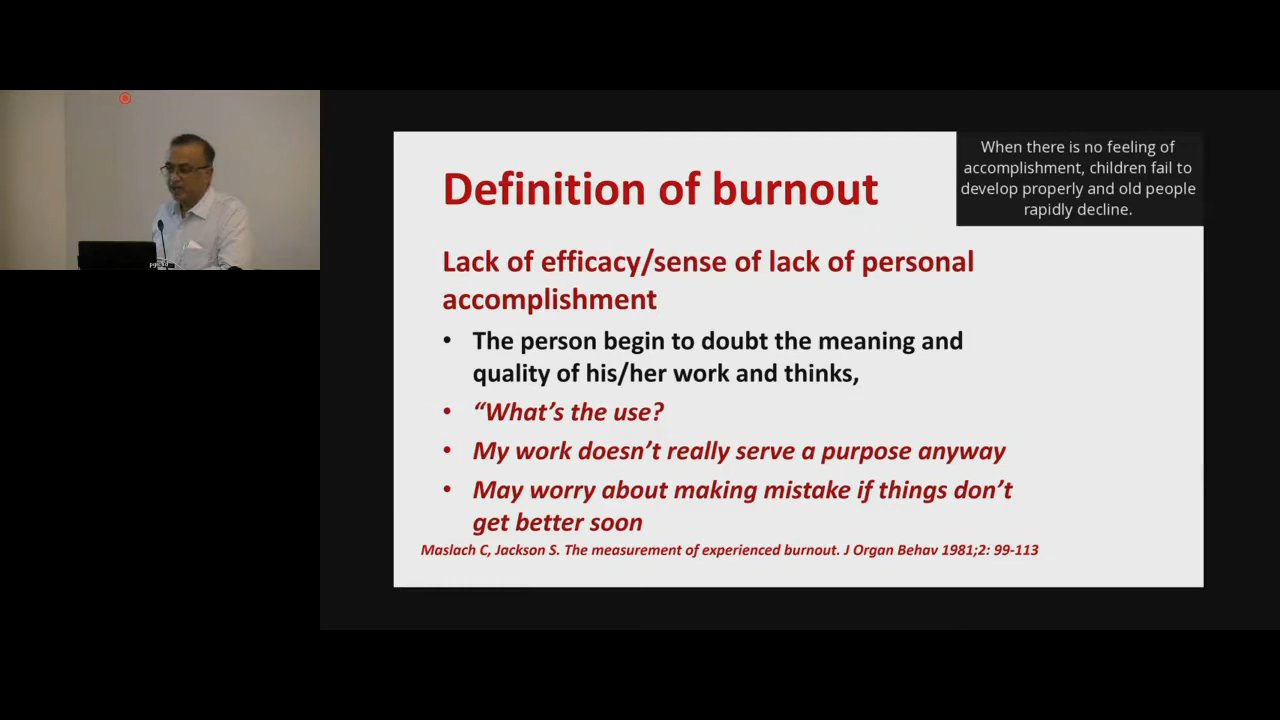 When there is no feeling of
accomplishment, children fail to
develop properly and old people
rapidly decline.
Definition of burnout
Lack of efficacy/sense of lack of personal
accomplishment
• The person begin to doubt the meaning and
quality of his/her work and thinks,
• “What’s the use?
• My work doesn’t really serve a purpose anyway
• May worry about making mistake if things don’t
get better soon
Maslach C, Jackson S. The measurement of experienced burnout. J Organ Behav 1981;2: 99-113